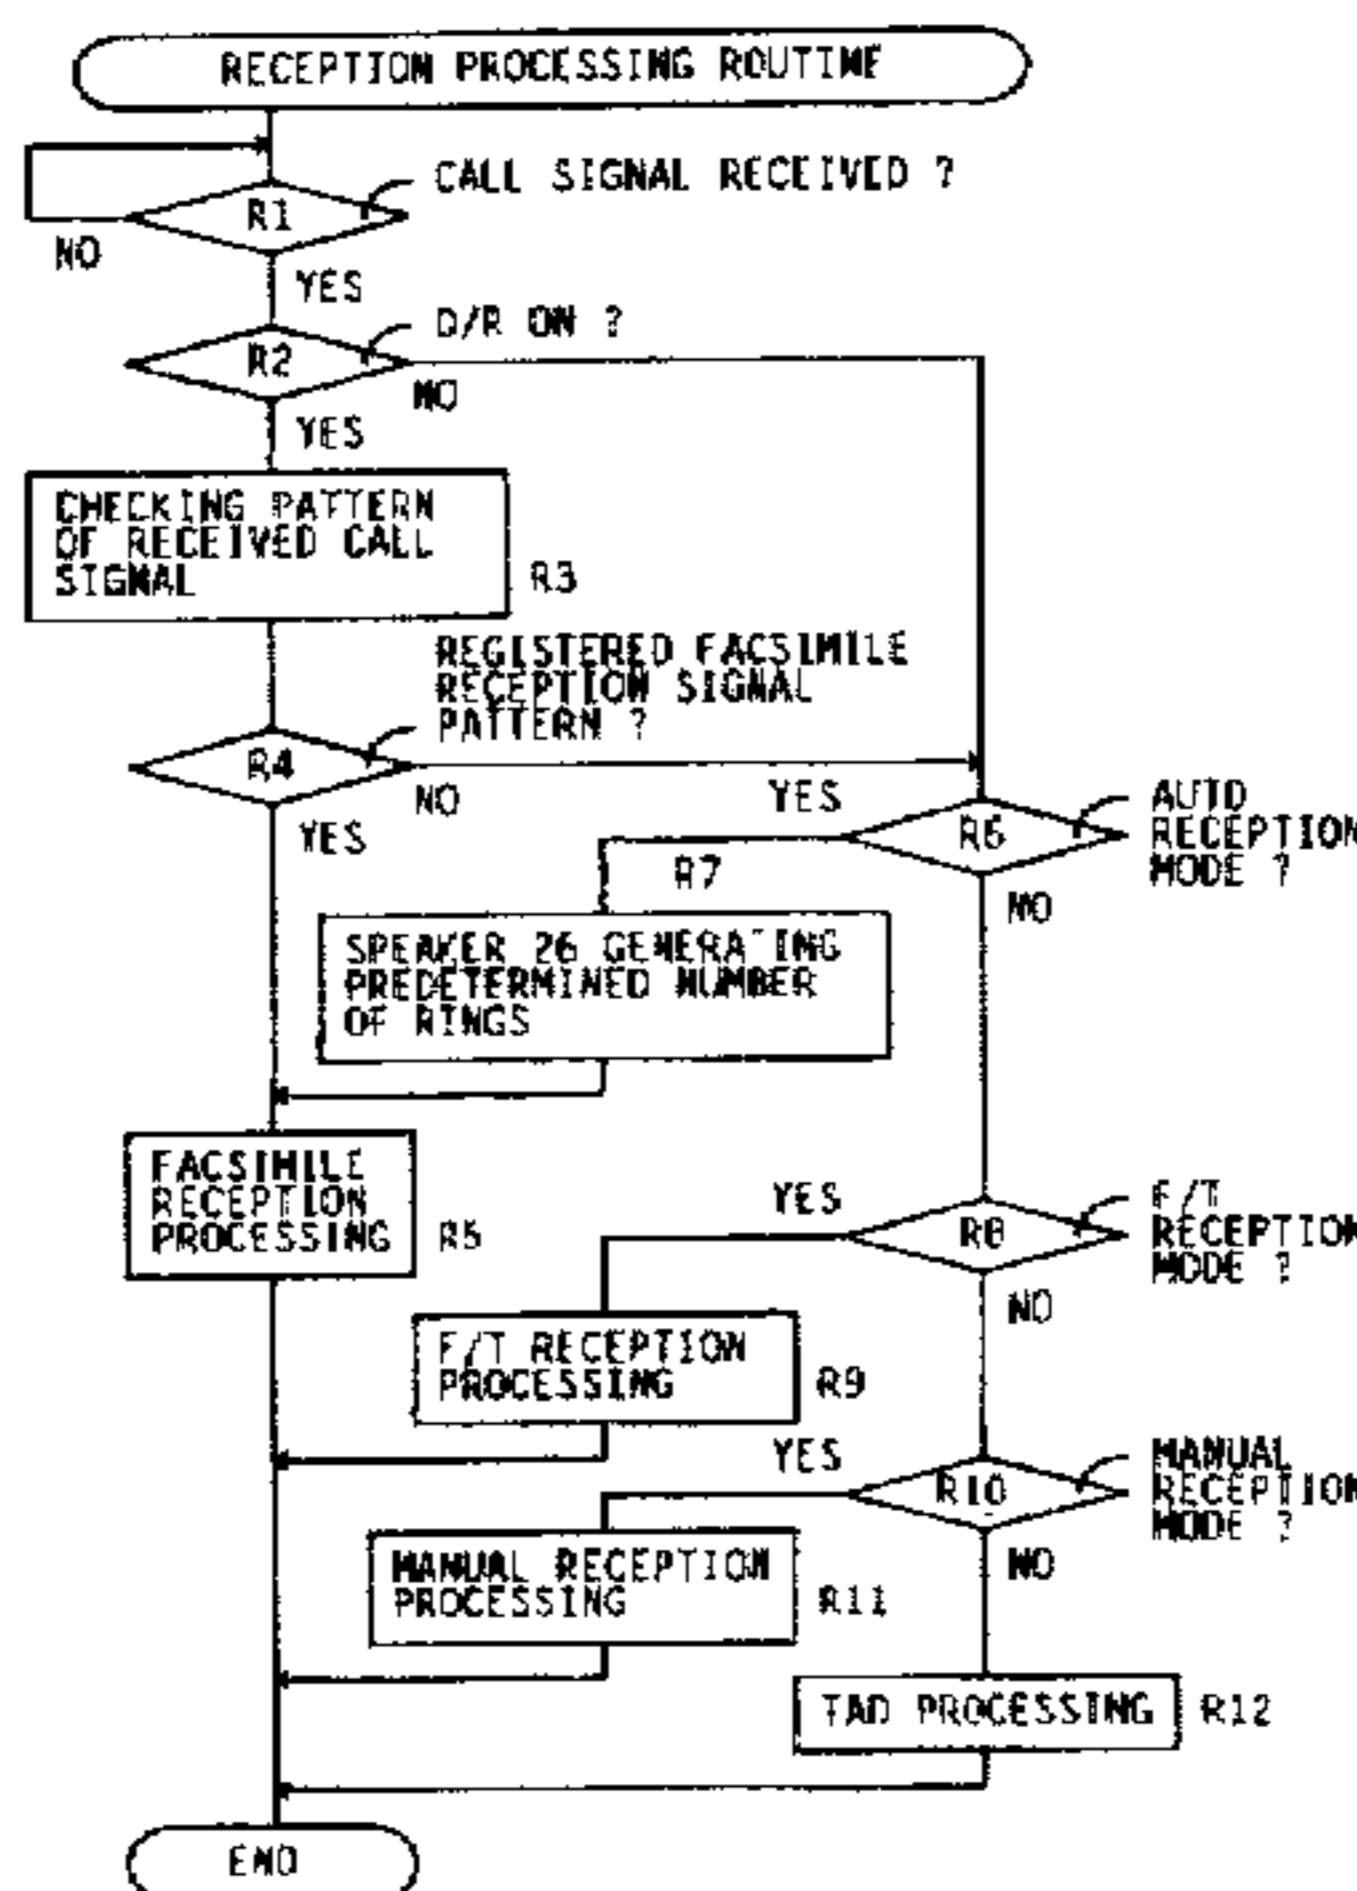 RECEPTION PROCESSING ROUTINE
CALL SIGNAL RECEIVED ?
R1
NO
YES
D/R ON ?
R2
NO
YES
CHECKING PATTERN
OF RECEIVED CALL
SIGNAL
R3
REGISTERED FACSIMILE
RECEPTION SIGNAL
PATTERN ?
R4
NO
YES
YES
R6
AUTO
RECEPTION
MODE ?
NO
R7
SPEAKER 26 GENERATING
PREDETERMINED NUMBER
OF RINGS
FACSIMILE
RECEPTION
PROCESSING
R5
YES
R8
F/T
RECEPTION
MODE ?
NO
F/T RECEPTION
PROCESSING
R9
YES
R10
MANUAL
RECEPTION
MODE ?
NO
MANUAL RECEPTION
PROCESSING
R11
TAD PROCESSING
R12
END